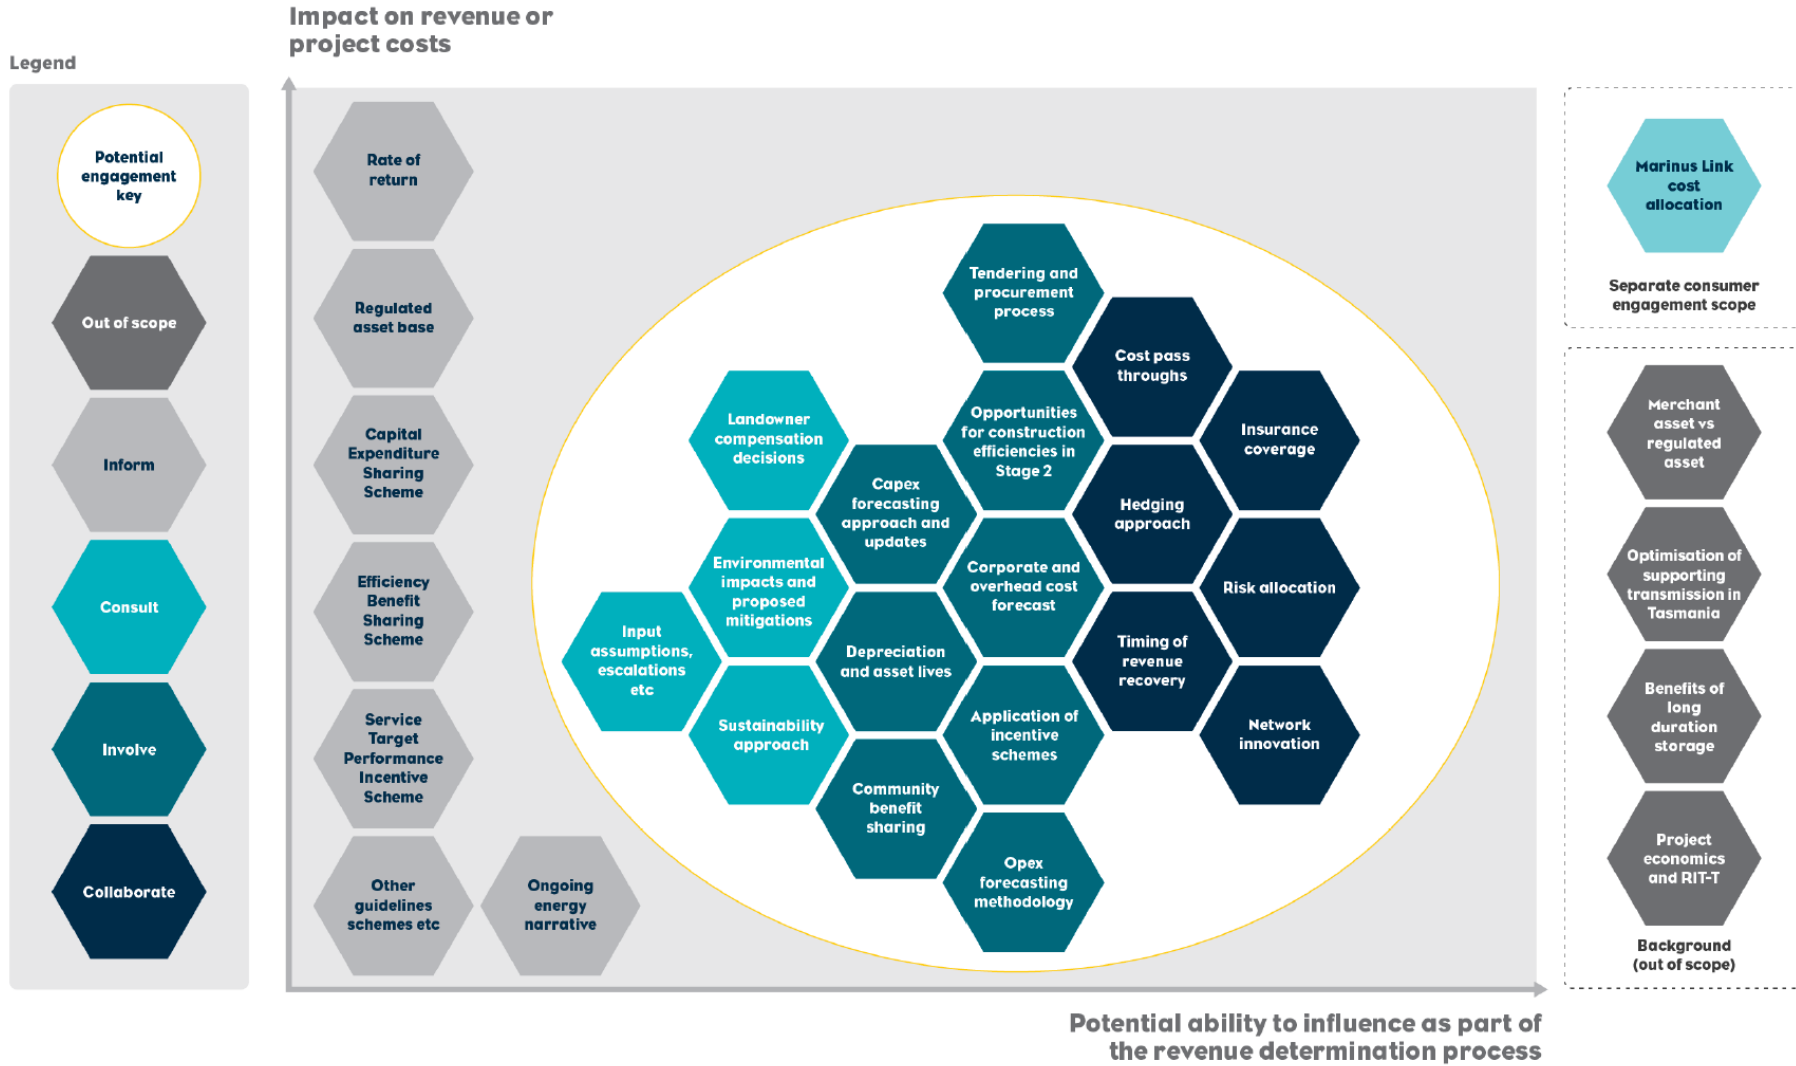 Impact on revenue or
project costs
Legend
Potential
engagement
key
Out of scope
Inform
Consult
Involve
Collaborate
Rate of
return
Regulated
asset base
Capital
Expenditure
Sharing
Scheme
Efficiency
Benefit
Sharing
Scheme
Service
Target
Performance
Incentive
Scheme
Other
guidelines
schemes etc
Ongoing
energy
narrative
Input
assumptions,
escalations
etc
Landowner
compensation
decisions
Environmental
impacts and
proposed
mitigations
Sustainability
approach
Capex
forecasting
approach and
updates
Depreciation
and asset lives
Community
benefit
sharing
Tendering and
procurement
process
Opportunities
for construction
efficiencies in
Stage 2
Corporate and
overhead cost
forecast
Application of
incentive
schemes
Opex
forecasting
methodology
Cost pass
throughs
Hedging
approach
Timing of
revenue
recovery
Insurance
coverage
Risk allocation
Network
innovation
Marinus Link
cost
allocation
Separate consumer
engagement scope
Merchant
asset vs
regulated
asset
Optimisation of
supporting
transmission in
Tasmania
Benefits of
long
duration
storage
Project
economics
and RIT-T
Background
(out of scope)
Potential ability to influence as part of
the revenue determination process